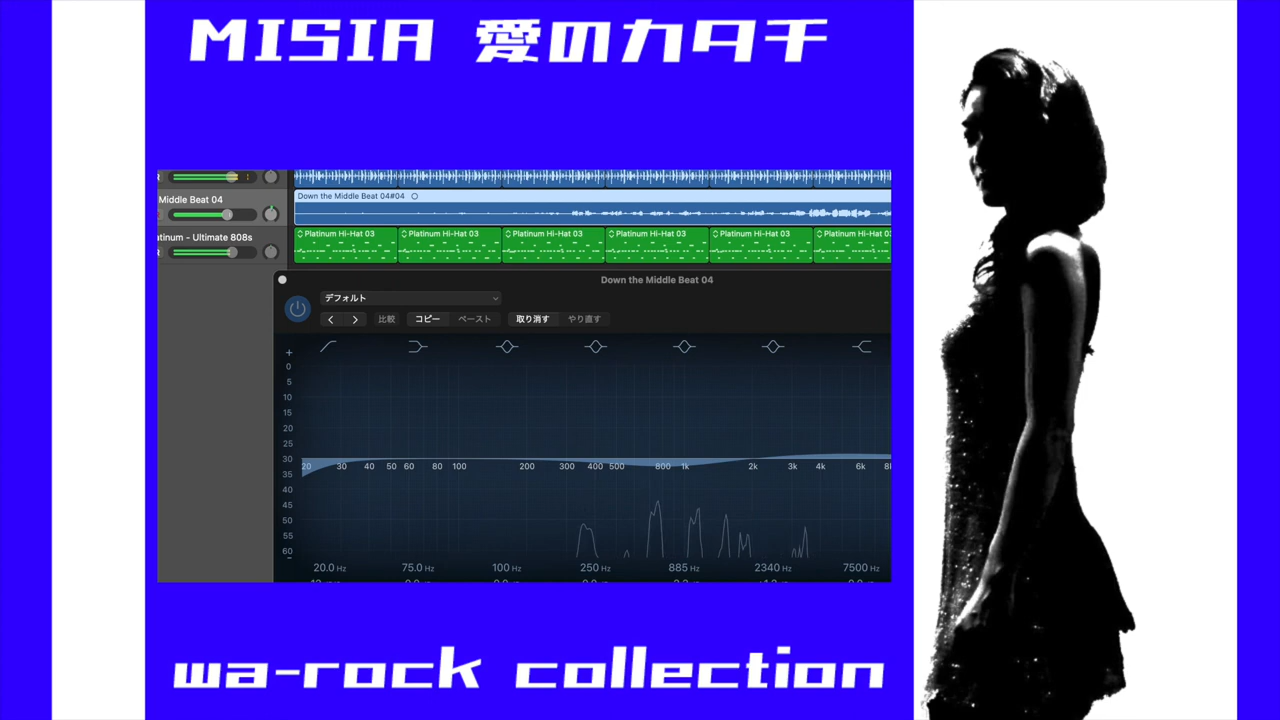 MISIA 愛のカタチ
Middle Beat 04
Down the Middle Beat 04#04
atinum - Ultimate 808s
Platinum Hi-Hat 03 Platinum Hi-Hat 03 Platinum Hi-Hat 03 Platinum Hi-Hat 03 Platinum Hi-Hat 03 Platinum Hi-Hat 03
Down the Middle Beat 04
デフォルト
比較 コピー ペースト 取り消す やり直す
+
0
5
10
15
20
25
30
35
40
45
50
55
60
20 30 40 50 60 80 100 200 300 400 500 800 1k 2k 3k 4k 6k 8
20.0 Hz 75.0 Hz 100 Hz 250 Hz 885 Hz 2340 Hz 7500 Hz
wa-rock collection